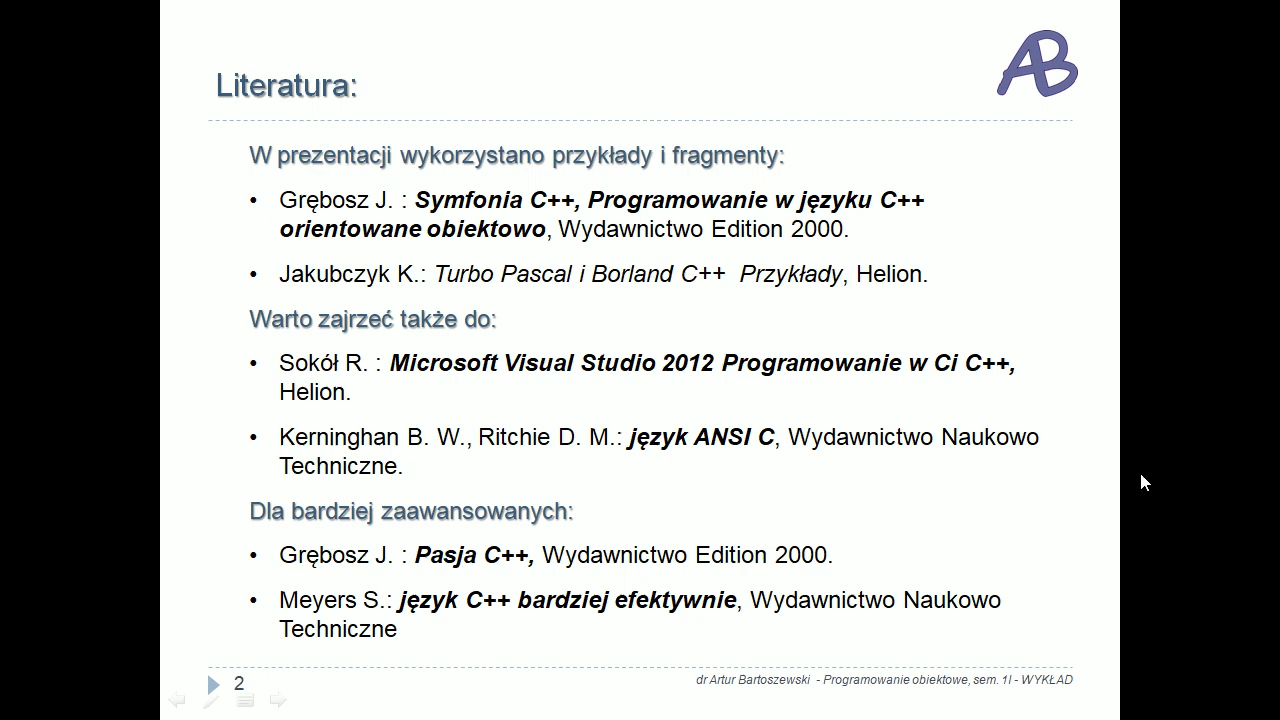 AB
Literatura:
W prezentacji wykorzystano przykłady i fragmenty:
• Grębosz J. : Symfonia C++, Programowanie w języku C++
orientowane obiektowo, Wydawnictwo Edition 2000.
• Jakubczyk K.: Turbo Pascal i Borland C++ Przykłady, Helion.
Warto zajrzeć także do:
• Sokół R. : Microsoft Visual Studio 2012 Programowanie w Ci C++,
Helion.
• Kerninghan B. W., Ritchie D. M.: język ANSI C, Wydawnictwo Naukowo
Techniczne.
Dla bardziej zaawansowanych:
• Grębosz J. : Pasja C++, Wydawnictwo Edition 2000.
• Meyers S.: język C++ bardziej efektywnie, Wydawnictwo Naukowo
Techniczne
2
dr Artur Bartoszewski - Programowanie obiektowe, sem. 1I - WYKŁAD